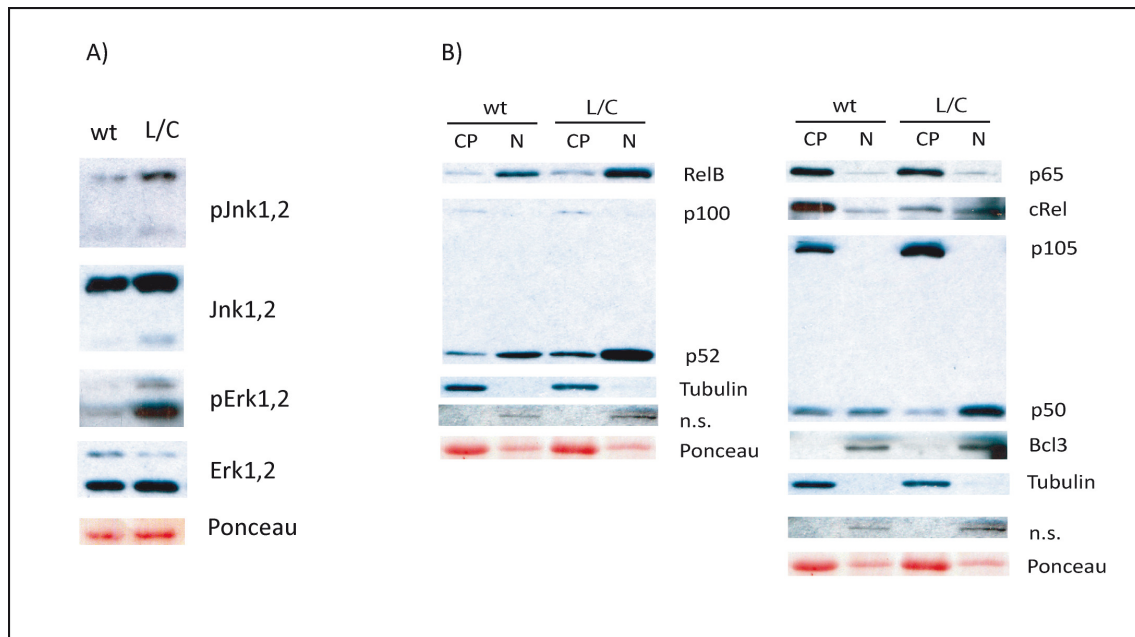 A)
wt L/C
pJnk1,2
Jnk1,2
pErk1,2
Erk1,2
Ponceau
B)
wt L/C
CP N CP N
RelB
p100
p52
Tubulin
n.s.
Ponceau
wt L/C
CP N CP N
p65
cRel
p105
p50
Bcl3
Tubulin
n.s.
Ponceau